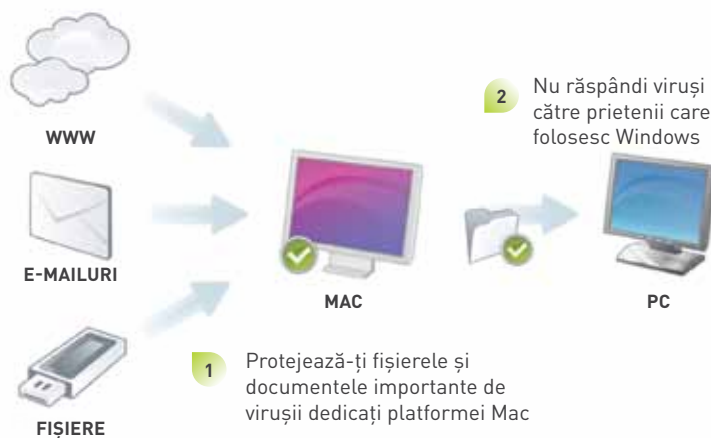 WWW
2
Nu răspândi viruși
către prietenii care
folosesc Windows
E-MAILURI
MAC
PC
1
Protejează-ți fișierele și
documentele importante de
virușii dedicați platformei Mac
FIȘIERE